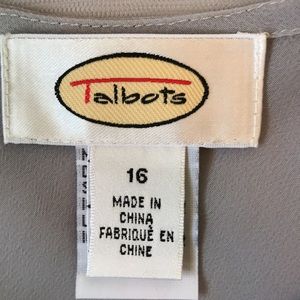 Talbots
16
MADE IN
CHINA
FABRIQUÉ EN
CHINE